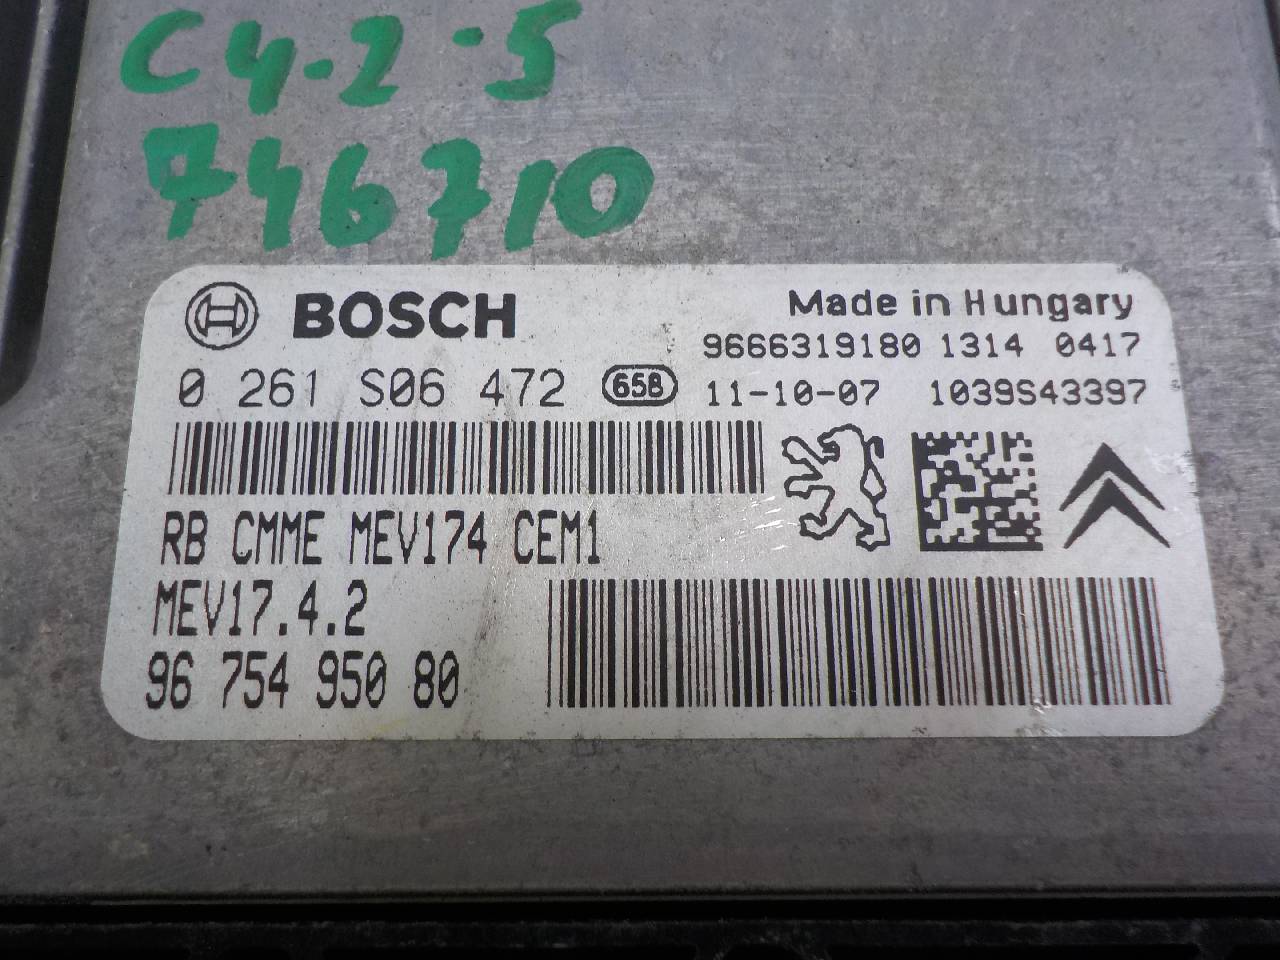 C4-2-5
746710
BOSCH
Made in Hungary
9666319180 1314 0417
0 261 S06 472 658 11-10-07 1039S43397
RB CMME MEV174 CEM1
MEV17.4.2
96 754 950 80